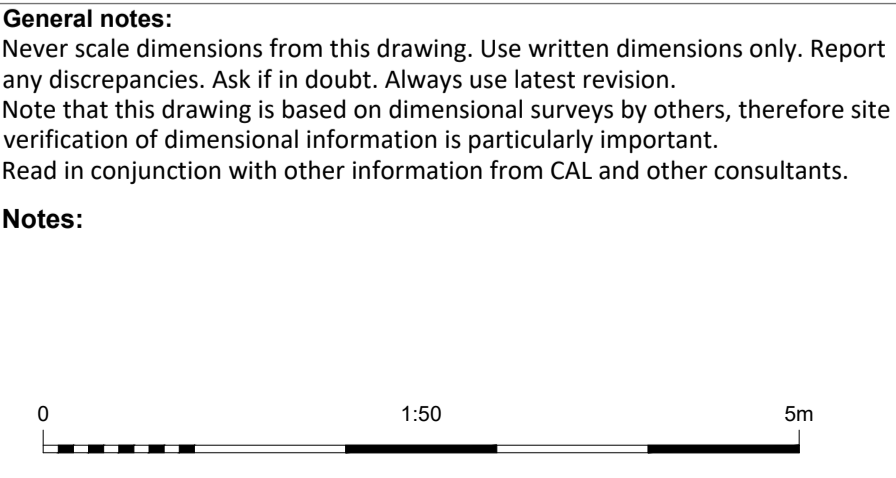 General notes:
Never scale dimensions from this drawing. Use written dimensions only. Report
any discrepancies. Ask if in doubt. Always use latest revision.
Note that this drawing is based on dimensional surveys by others, therefore site
verification of dimensional information is particularly important.
Read in conjunction with other information from CAL and other consultants.
Notes:
0 1:50 5m